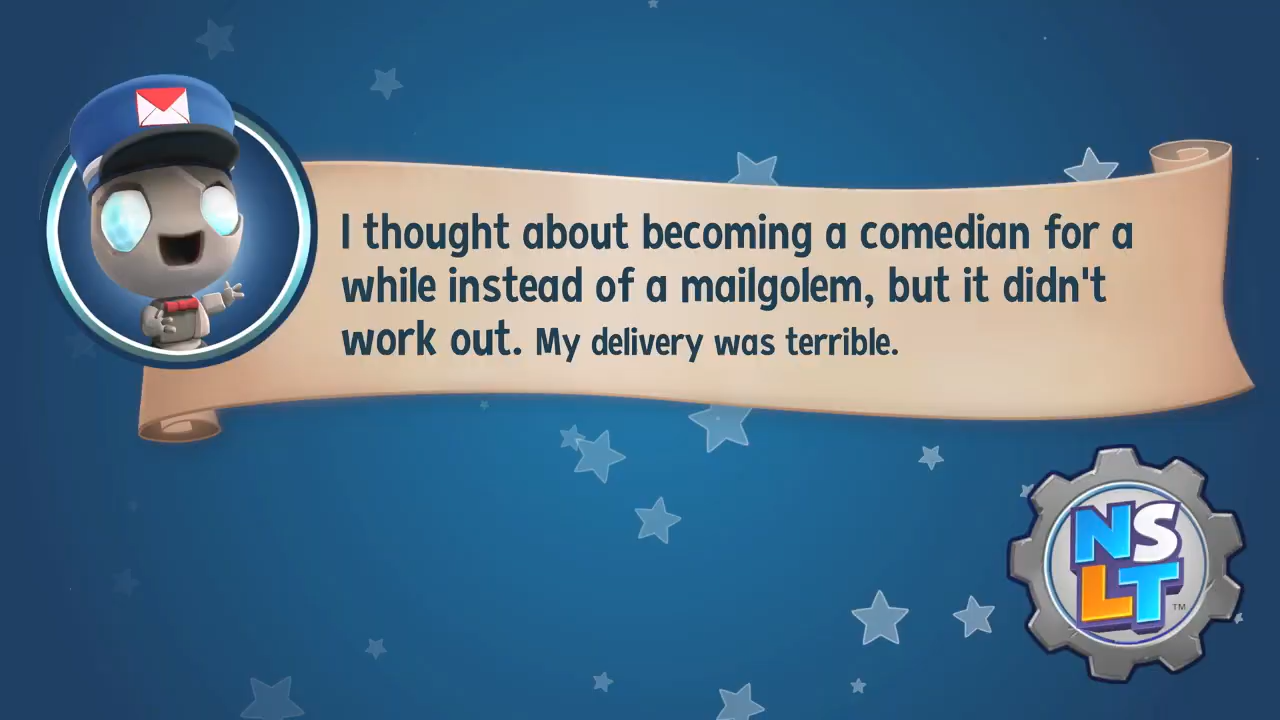 I thought about becoming a comedian for a
while instead of a mailgolem, but it didn't
work out. My delivery was terrible.
NS
LT
TM